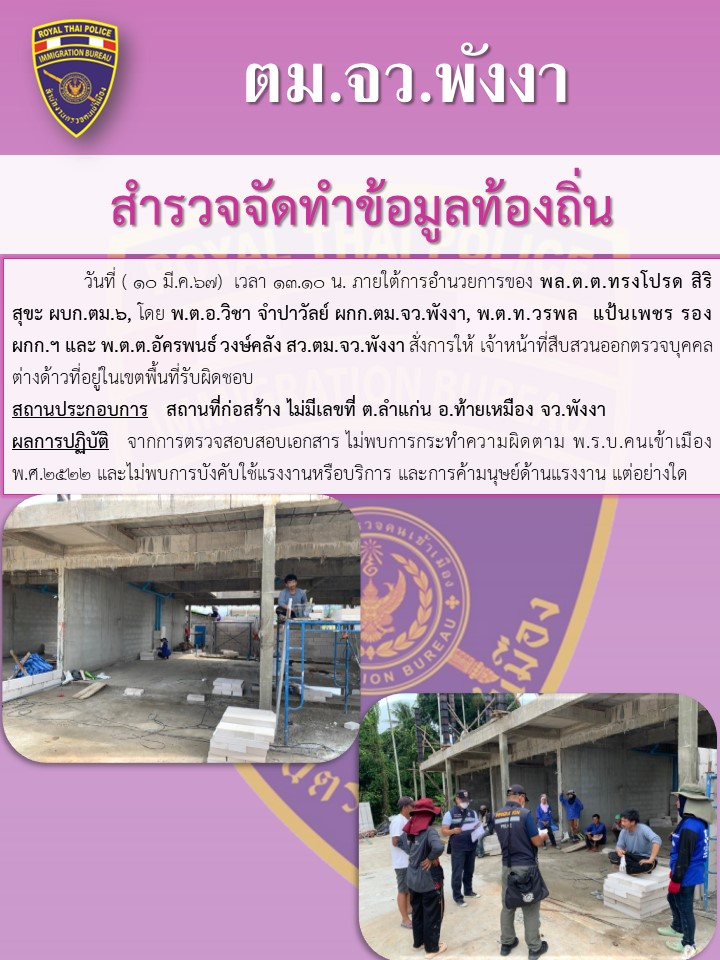 ROYAL THAI POLICE
IMMIGRATION BUREAU
สำนักงานตรวจคนเข้าเมือง
ตม.จว.พังงา
สำรวจจัดทำข้อมูลท้องถิ่น
วันที่ ( ๑๐ มี.ค.๖๗) เวลา ๑๓.๑๐ น. ภายใต้การอำนวยการของ พล.ต.ต.ทรงโปรด สิริ
สุขะ ผบก.ตม.๖, โดย พ.ต.อ.วิชา จำปาวัลย์ ผกก.ตม.จว.พังงา, พ.ต.ท.วรพล แป้นเพชร รอง
ผกก.ฯ และ พ.ต.ต.อัครพนธ์ วงษ์คลัง สว.ตม.จว.พังงา สั่งการให้ เจ้าหน้าที่สืบสวนออกตรวจบุคคล
ต่างด้าวที่อยู่ในเขตพื้นที่รับผิดชอบ
สถานประกอบการ สถานที่ก่อสร้าง ไม่มีเลขที่ ต.ลำแก่น อ.ท้ายเหมือง จว.พังงา
ผลการปฏิบัติ จากการตรวจสอบสอบเอกสาร ไม่พบการกระทำความผิดตาม พ.ร.บ.คนเข้าเมือง
พ.ศ.๒๕๒๒ และไม่พบการบังคับใช้แรงงานหรือบริการ และการค้ามนุษย์ด้านแรงงาน แต่อย่างใด